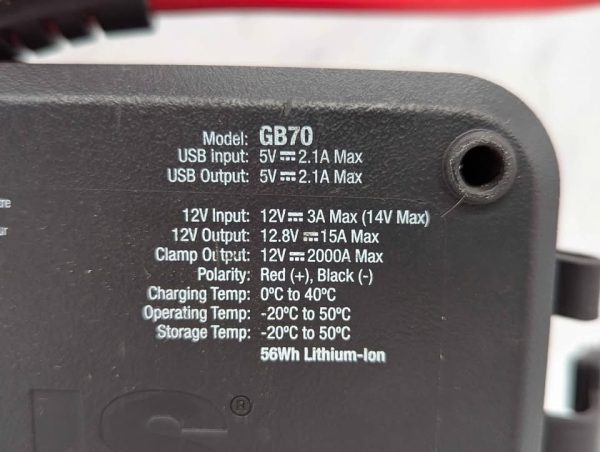 Model: GB70
USB Input: 5V ⎓ 2.1A Max
USB Output: 5V ⎓ 2.1A Max
12V Input: 12V ⎓ 3A Max (14V Max)
12V Output: 12.8V ⎓ 15A Max
Clamp Output: 12V ⎓ 2000A Max
Polarity: Red (+), Black (-)
Charging Temp: 0ºC to 40ºC
Operating Temp: -20ºC to 50ºC
Storage Temp: -20ºC to 50ºC
56Wh Lithium-Ion
®